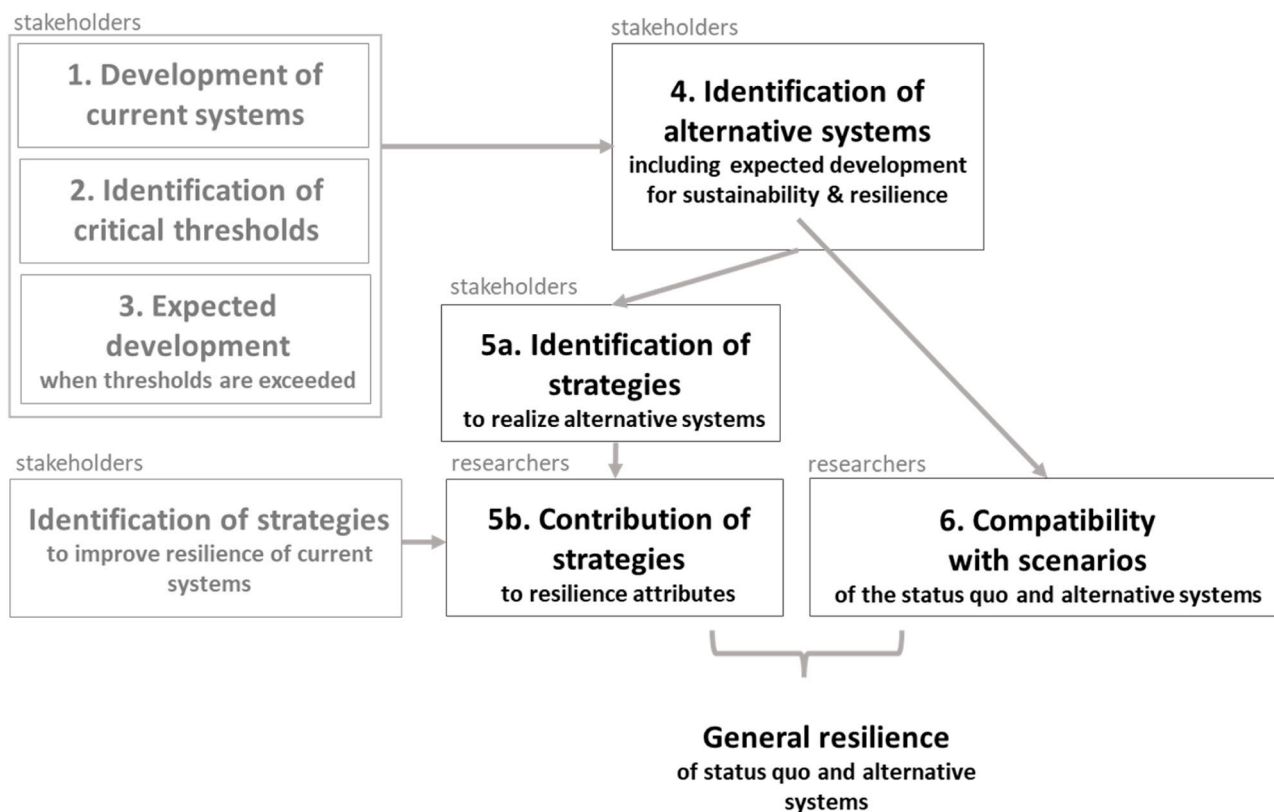 stakeholders
1. Development of
current systems
2. Identification of
critical thresholds
3. Expected
development
when thresholds are exceeded
stakeholders
4. Identification of
alternative systems
including expected development
for sustainability & resilience
stakeholders
5a. Identification of
strategies
to realize alternative systems
stakeholders
Identification of strategies
to improve resilience of current
systems
researchers
5b. Contribution of
strategies
to resilience attributes
researchers
6. Compatibility
with scenarios
of the status quo and alternative systems
General resilience
of status quo and alternative
systems